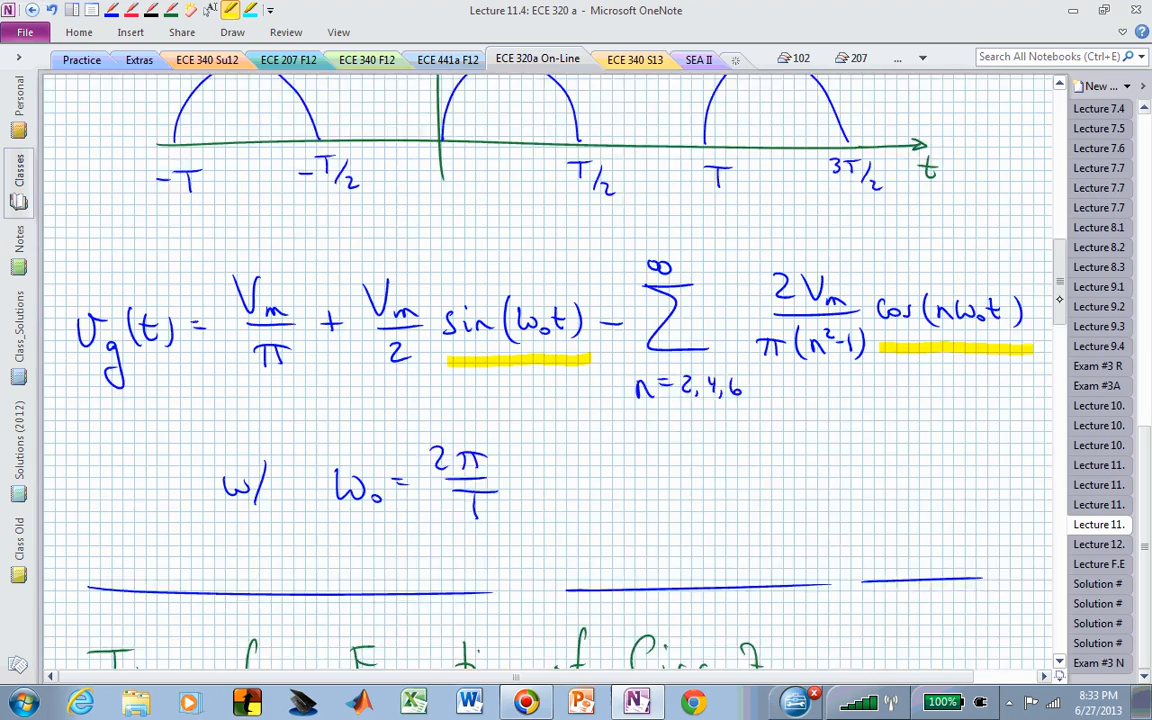 Lecture 11.4: ECE 320 a - Microsoft OneNote
File Home Insert Share Draw Review View
Practice Extras ECE 340 Su12 ECE 207 F12 ECE 340 F12 ECE 441a F12 ECE 320a On-Line ECE 340 S13 SEA II 102 207 ... Search All Notebooks (Ctrl+E)
New ...
Personal
Classes
Notes
Class_Solutions
Solutions (2012)
Class Old
-T -T/2 T/2 T 3T/2 t
v_g(t) = V_m/π + V_m/2 sin(ω_0t) - ∑_{n=2,4,6}^{∞} 2V_m/π(n²-1) cos(nω_0t)
w/ ω_0 = 2π/T
Lecture 7.4
Lecture 7.5
Lecture 7.6
Lecture 7.7
Lecture 7.7
Lecture 7.7
Lecture 8.1
Lecture 8.2
Lecture 8.3
Lecture 9.1
Lecture 9.2
Lecture 9.3
Lecture 9.4
Exam #3 R
Exam #3A
Lecture 10.
Lecture 10.
Lecture 10.
Lecture 11.
Lecture 11.
Lecture 11.
Lecture 11.
Lecture 12.
Lecture F.E
Solution #
Solution #
Solution #
Solution #
Exam #3 N
100%
8:33 PM
6/27/2013